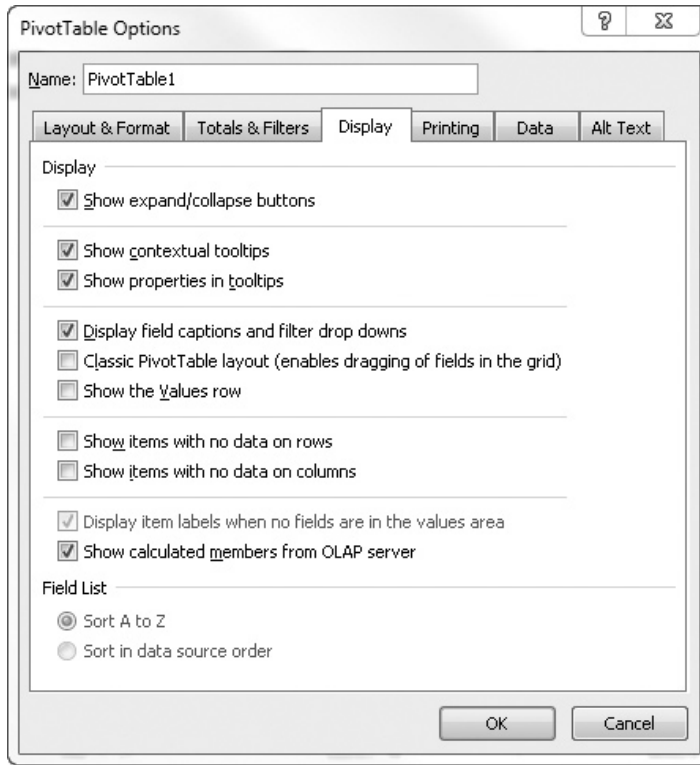 PivotTable Options
Name: PivotTable1
Layout & Format Totals & Filters Display Printing Data Alt Text
Display
Show expand/collapse buttons
Show contextual tooltips
Show properties in tooltips
Display field captions and filter drop downs
Classic PivotTable layout (enables dragging of fields in the grid)
Show the Values row
Show items with no data on rows
Show items with no data on columns
Display item labels when no fields are in the values area
Show calculated members from OLAP server
Field List
Sort A to Z
Sort in data source order
OK Cancel